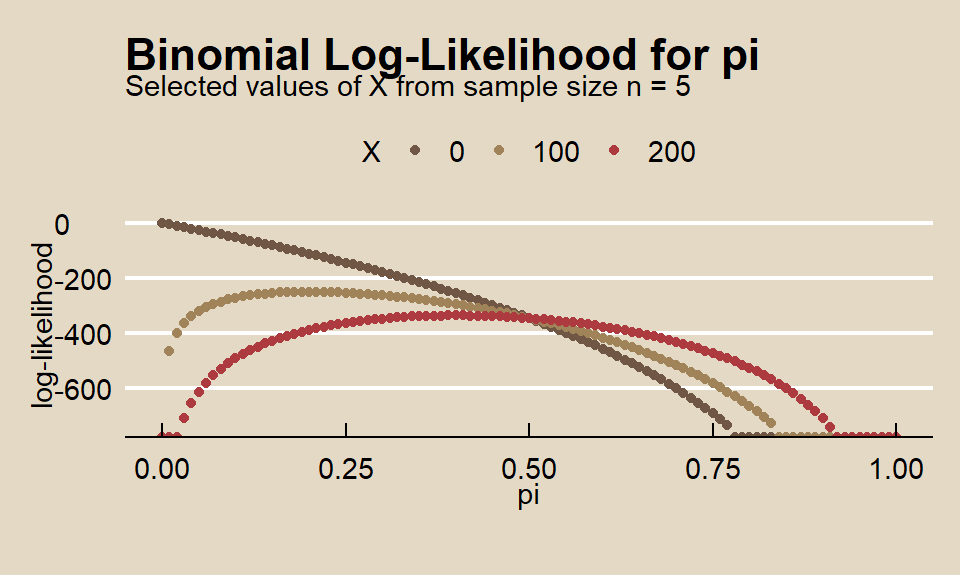 Binomial Log-Likelihood for pi
Selected values of X from sample size n = 5
X 0 100 200
0
-200
-400
-600
log-likelihood
0.00 0.25 0.50 0.75 1.00
pi